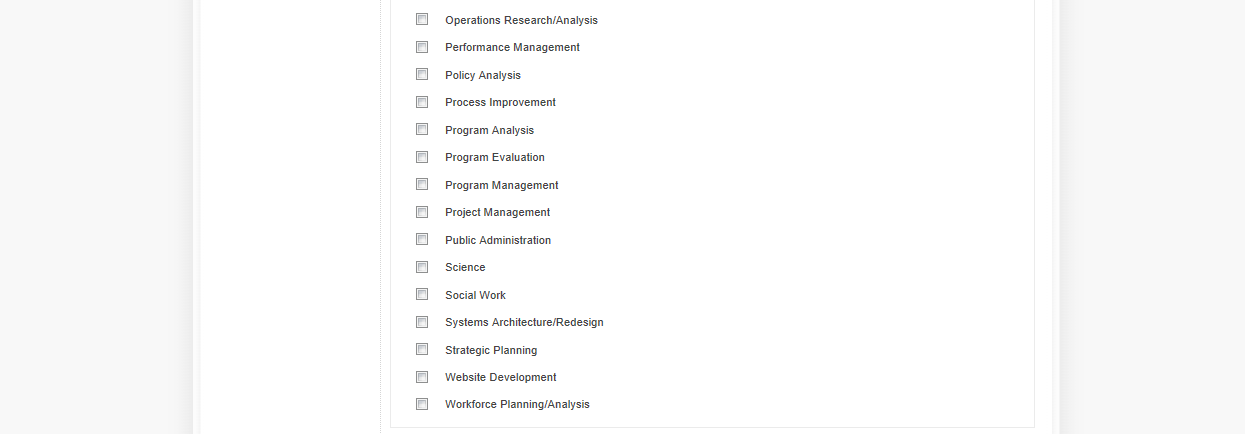 Operations Research/Analysis
Performance Management
Policy Analysis
Process Improvement
Program Analysis
Program Evaluation
Program Management
Project Management
Public Administration
Science
Social Work
Systems Architecture/Redesign
Strategic Planning
Website Development
Workforce Planning/Analysis